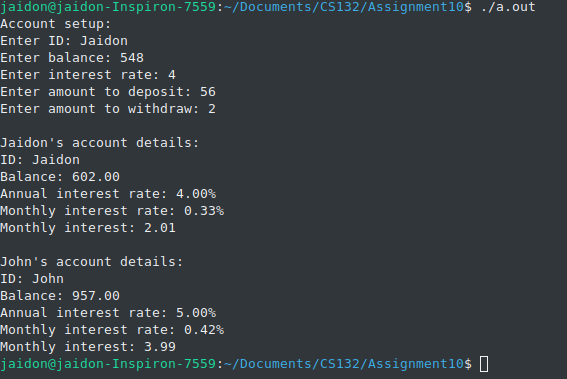 jaidon@jaidon-Inspiron-7559:~/Documents/CS132/Assignment10$ ./a.out
Account setup:
Enter ID: Jaidon
Enter balance: 548
Enter interest rate: 4
Enter amount to deposit: 56
Enter amount to withdraw: 2
Jaidon's account details:
ID: Jaidon
Balance: 602.00
Annual interest rate: 4.00%
Monthly interest rate: 0.33%
Monthly interest: 2.01
John's account details:
ID: John
Balance: 957.00
Annual interest rate: 5.00%
Monthly interest rate: 0.42%
Monthly interest: 3.99
jaidon@jaidon-Inspiron-7559:~/Documents/CS132/Assignment10$